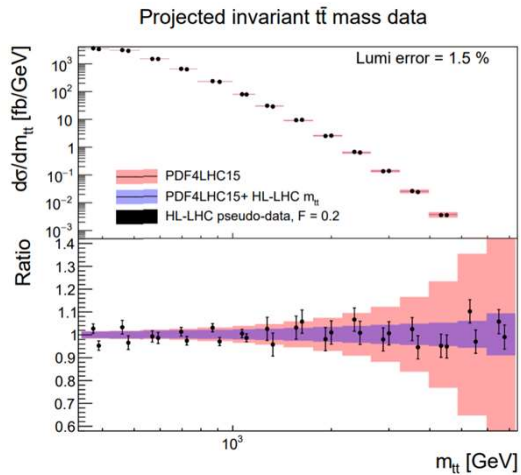 Projected invariant tt̄ mass data
dσ/dm_tt [fb/GeV]
10³
10²
10
1
10⁻¹
10⁻²
10⁻³
Lumi error = 1.5 %
PDF4LHC15
PDF4LHC15+ HL-LHC m_tt̄
HL-LHC pseudo-data, F = 0.2
Ratio
1.4
1.3
1.2
1.1
1
0.9
0.8
0.7
0.6
10³
m_tt̄ [GeV]